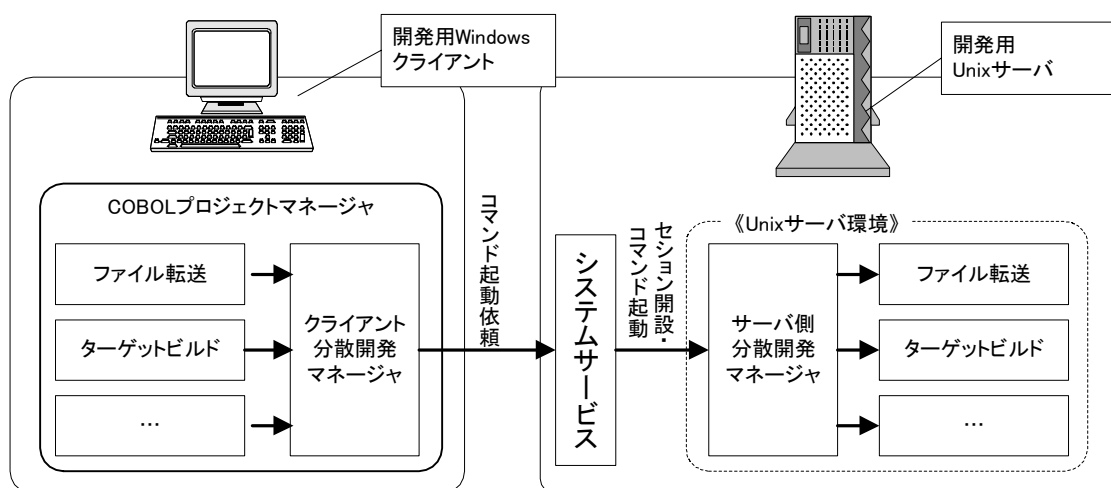 開発用Windows
クライアント
開発用
Unixサーバ
COBOLプロジェクトマネージャ
ファイル転送
ターゲットビルド
…
クライアント
分散開発
マネージャ
コマンド起動依頼
システムサービス
セション開設・
コマンド起動
《Unixサーバ環境》
サーバ側
分散開発
マネージャ
ファイル転送
ターゲットビルド
…